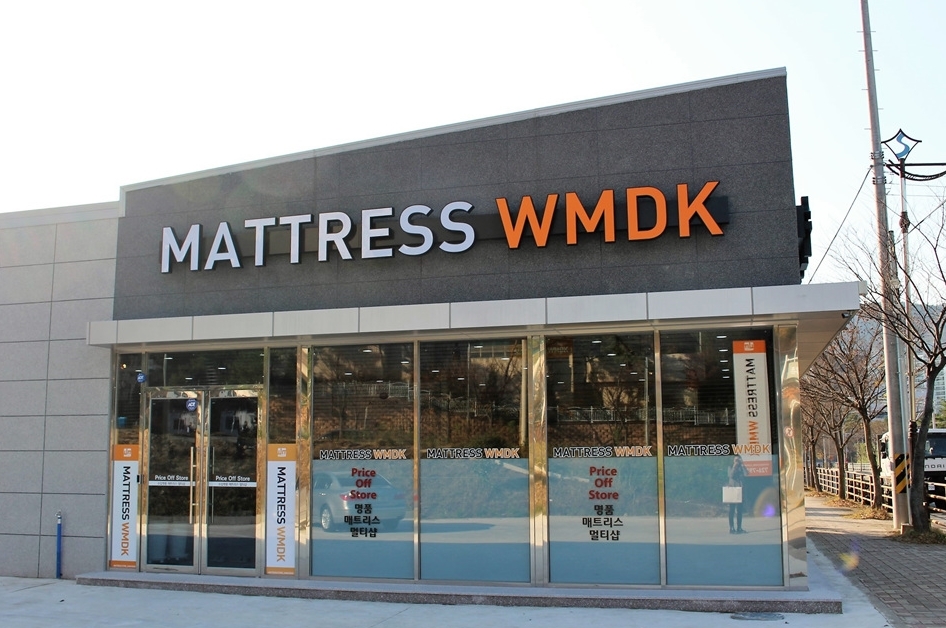 MATTRESS WMDK
MATTRESS WMDK
Price Off Store
Price Off Store
MATTRESS WMDK
MATTRESS WMDK
Price
Off
Store
명품
매트리스
멀티샵
MATTRESS WMDK
MATTRESS WMDK
Price
Off
Store
명품
매트리스
멀티샵
MATTRESS WMDK
MATTRESS WMDK